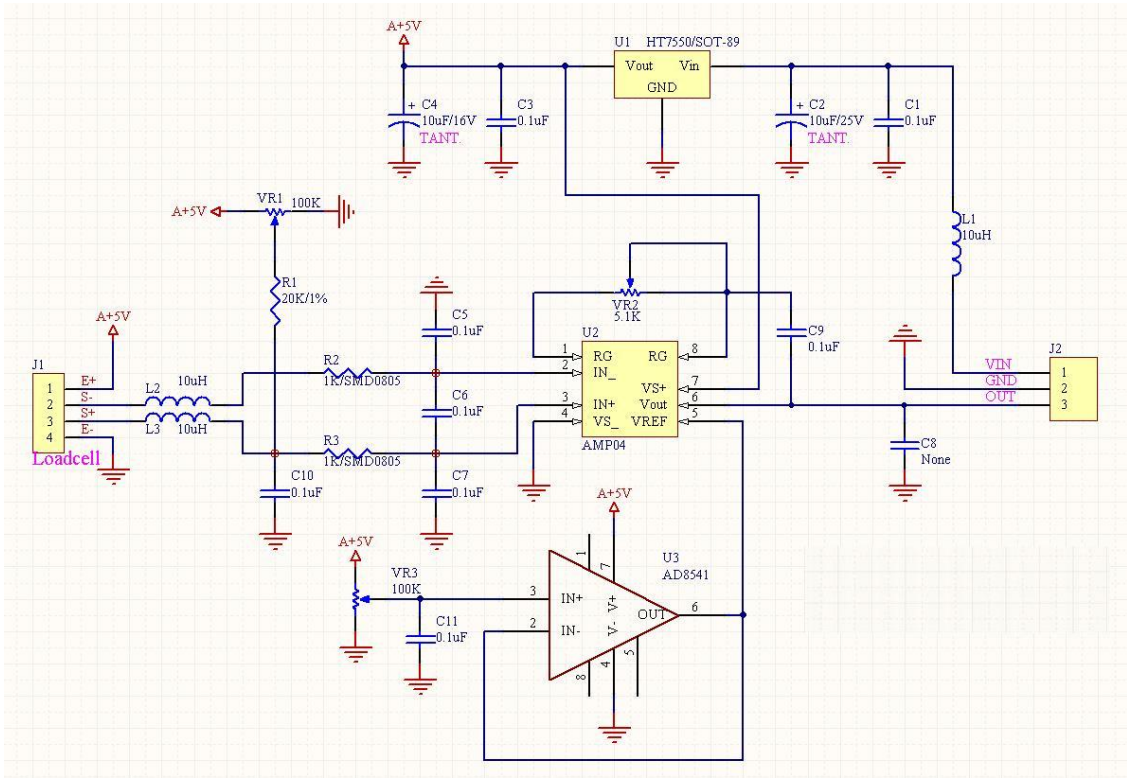 A+5V
U1 HT7550/SOT-89
Vout Vin
GND
+ C4
10uF/16V
TANT.
C3
0.1uF
+ C2
10uF/25V
TANT.
C1
0.1uF
VR1
A+5V 100K
L1
10uH
R1
20K/1%
VR2
5.1K
A+5V
C5
0.1uF
U2
C9
0.1uF
J1
1 E+
2 S-
3 S+
4 E-
Loadcell
10uH
L2
L3 10uH
R2
1K/SMD0805
C6
0.1uF
R3
1K/SMD0805
1 RG RG 8
2 IN_
VS+ 7
3 IN+ Vout 6
4 VS_ VREF 5
AMP04
J2
VIN 1
GND 2
OUT 3
C8
None
C10
0.1uF
C7
0.1uF
A+5V
A+5V
VR3
100K
C11
0.1uF
U3
AD8541
1
7
3 IN+
V+
OUT 6
2 IN-
V-
8
4
5